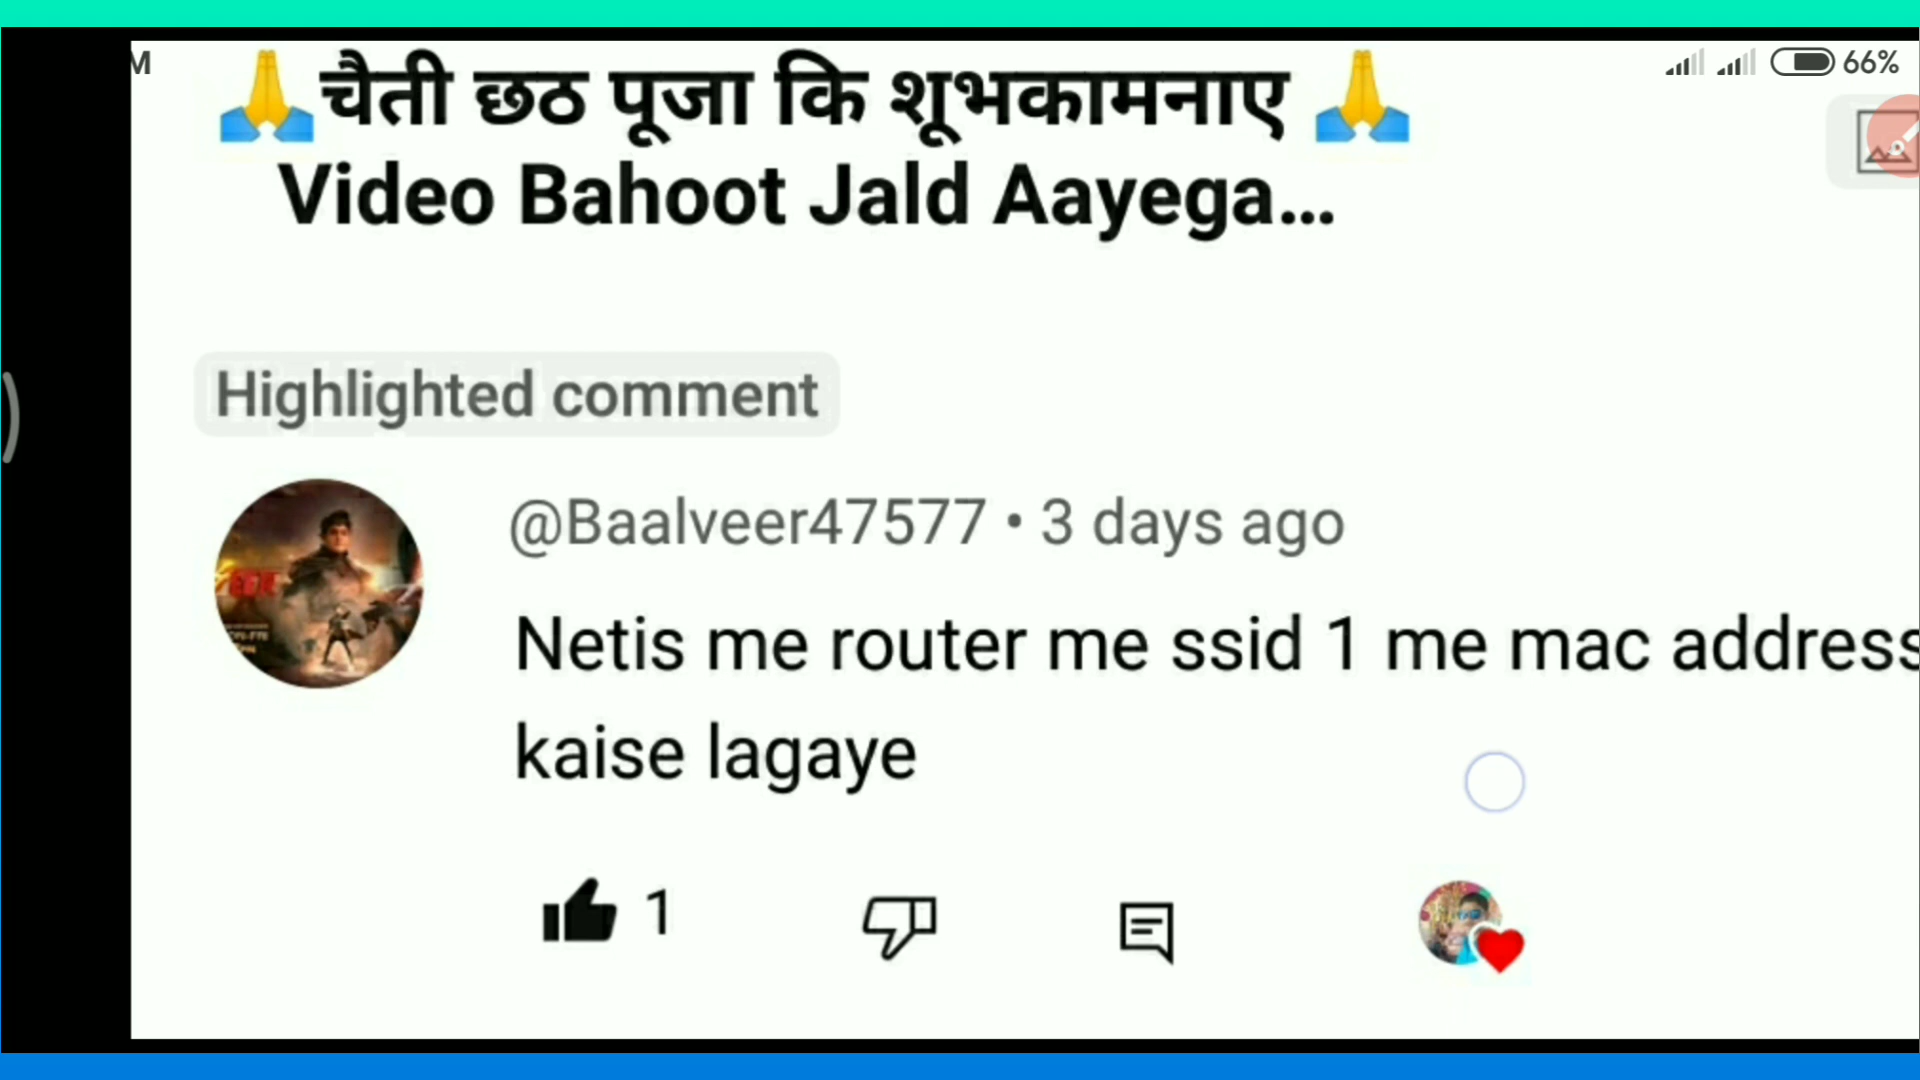 M
66%
🙏चैती छठ पूजा कि शूभकामनाए 🙏
Video Bahoot Jald Aayega...
Highlighted comment
@Baalveer47577 • 3 days ago
Netis me router me ssid 1 me mac address
kaise lagaye
1